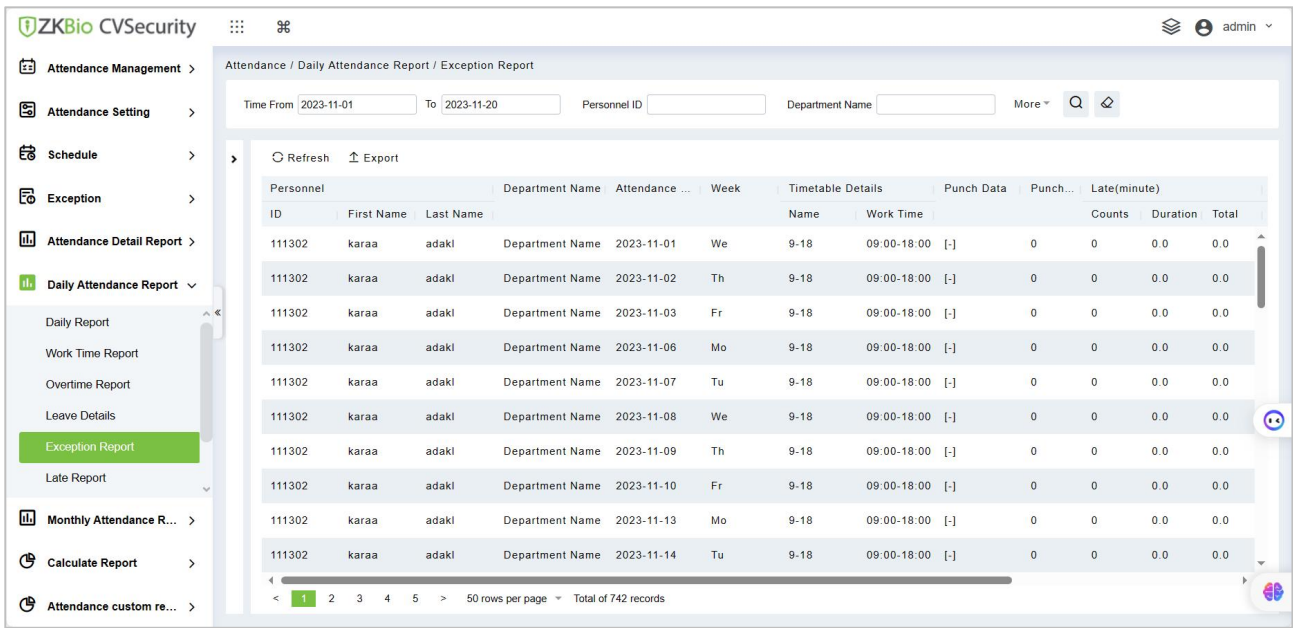 ZKBio CVSecurity
admin
Attendance Management
Attendance Setting
Schedule
Exception
Attendance Detail Report
Daily Attendance Report
Daily Report
Work Time Report
Overtime Report
Leave Details
Exception Report
Late Report
Monthly Attendance R...
Calculate Report
Attendance custom re...
Attendance / Daily Attendance Report / Exception Report
Time From 2023-11-01 To 2023-11-20 Personnel ID Department Name More
Refresh Export
Personnel Department Name Attendance ... Week Timetable Details Punch Data Punch... Late(minute)
ID First Name Last Name Name Work Time Counts Duration Total
111302 karaa adakl Department Name 2023-11-01 We 9-18 09:00-18:00 [-] 0 0 0.0 0.0
111302 karaa adakl Department Name 2023-11-02 Th 9-18 09:00-18:00 [-] 0 0 0.0 0.0
111302 karaa adakl Department Name 2023-11-03 Fr 9-18 09:00-18:00 [-] 0 0 0.0 0.0
111302 karaa adakl Department Name 2023-11-06 Mo 9-18 09:00-18:00 [-] 0 0 0.0 0.0
111302 karaa adakl Department Name 2023-11-07 Tu 9-18 09:00-18:00 [-] 0 0 0.0 0.0
111302 karaa adakl Department Name 2023-11-08 We 9-18 09:00-18:00 [-] 0 0 0.0 0.0
111302 karaa adakl Department Name 2023-11-09 Th 9-18 09:00-18:00 [-] 0 0 0.0 0.0
111302 karaa adakl Department Name 2023-11-10 Fr 9-18 09:00-18:00 [-] 0 0 0.0 0.0
111302 karaa adakl Department Name 2023-11-13 Mo 9-18 09:00-18:00 [-] 0 0 0.0 0.0
111302 karaa adakl Department Name 2023-11-14 Tu 9-18 09:00-18:00 [-] 0 0 0.0 0.0
< 1 2 3 4 5 > 50 rows per page Total of 742 records